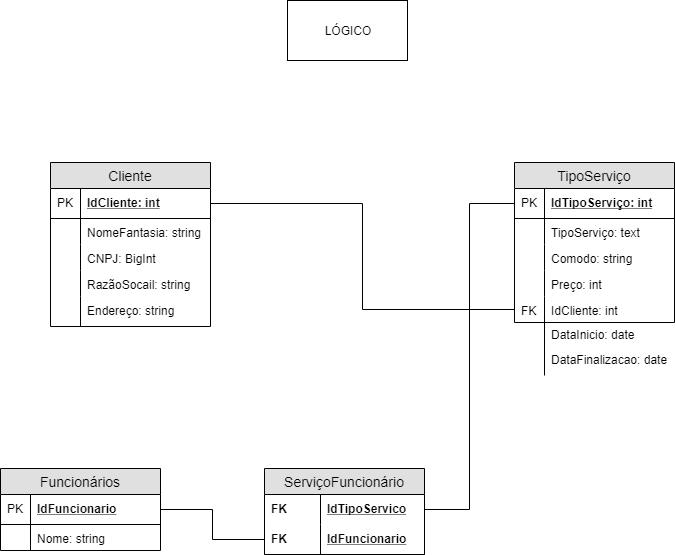 LÓGICO
Cliente
PK IdCliente: int
NomeFantasia: string
CNPJ: BigInt
RazãoSocail: string
Endereço: string
TipoServiço
PK IdTipoServiço: int
TipoServiço: text
Comodo: string
Preço: int
FK IdCliente: int
DataInicio: date
DataFinalizacao: date
Funcionários
PK IdFuncionario
Nome: string
ServiçoFuncionário
FK IdTipoServico
FK IdFuncionario